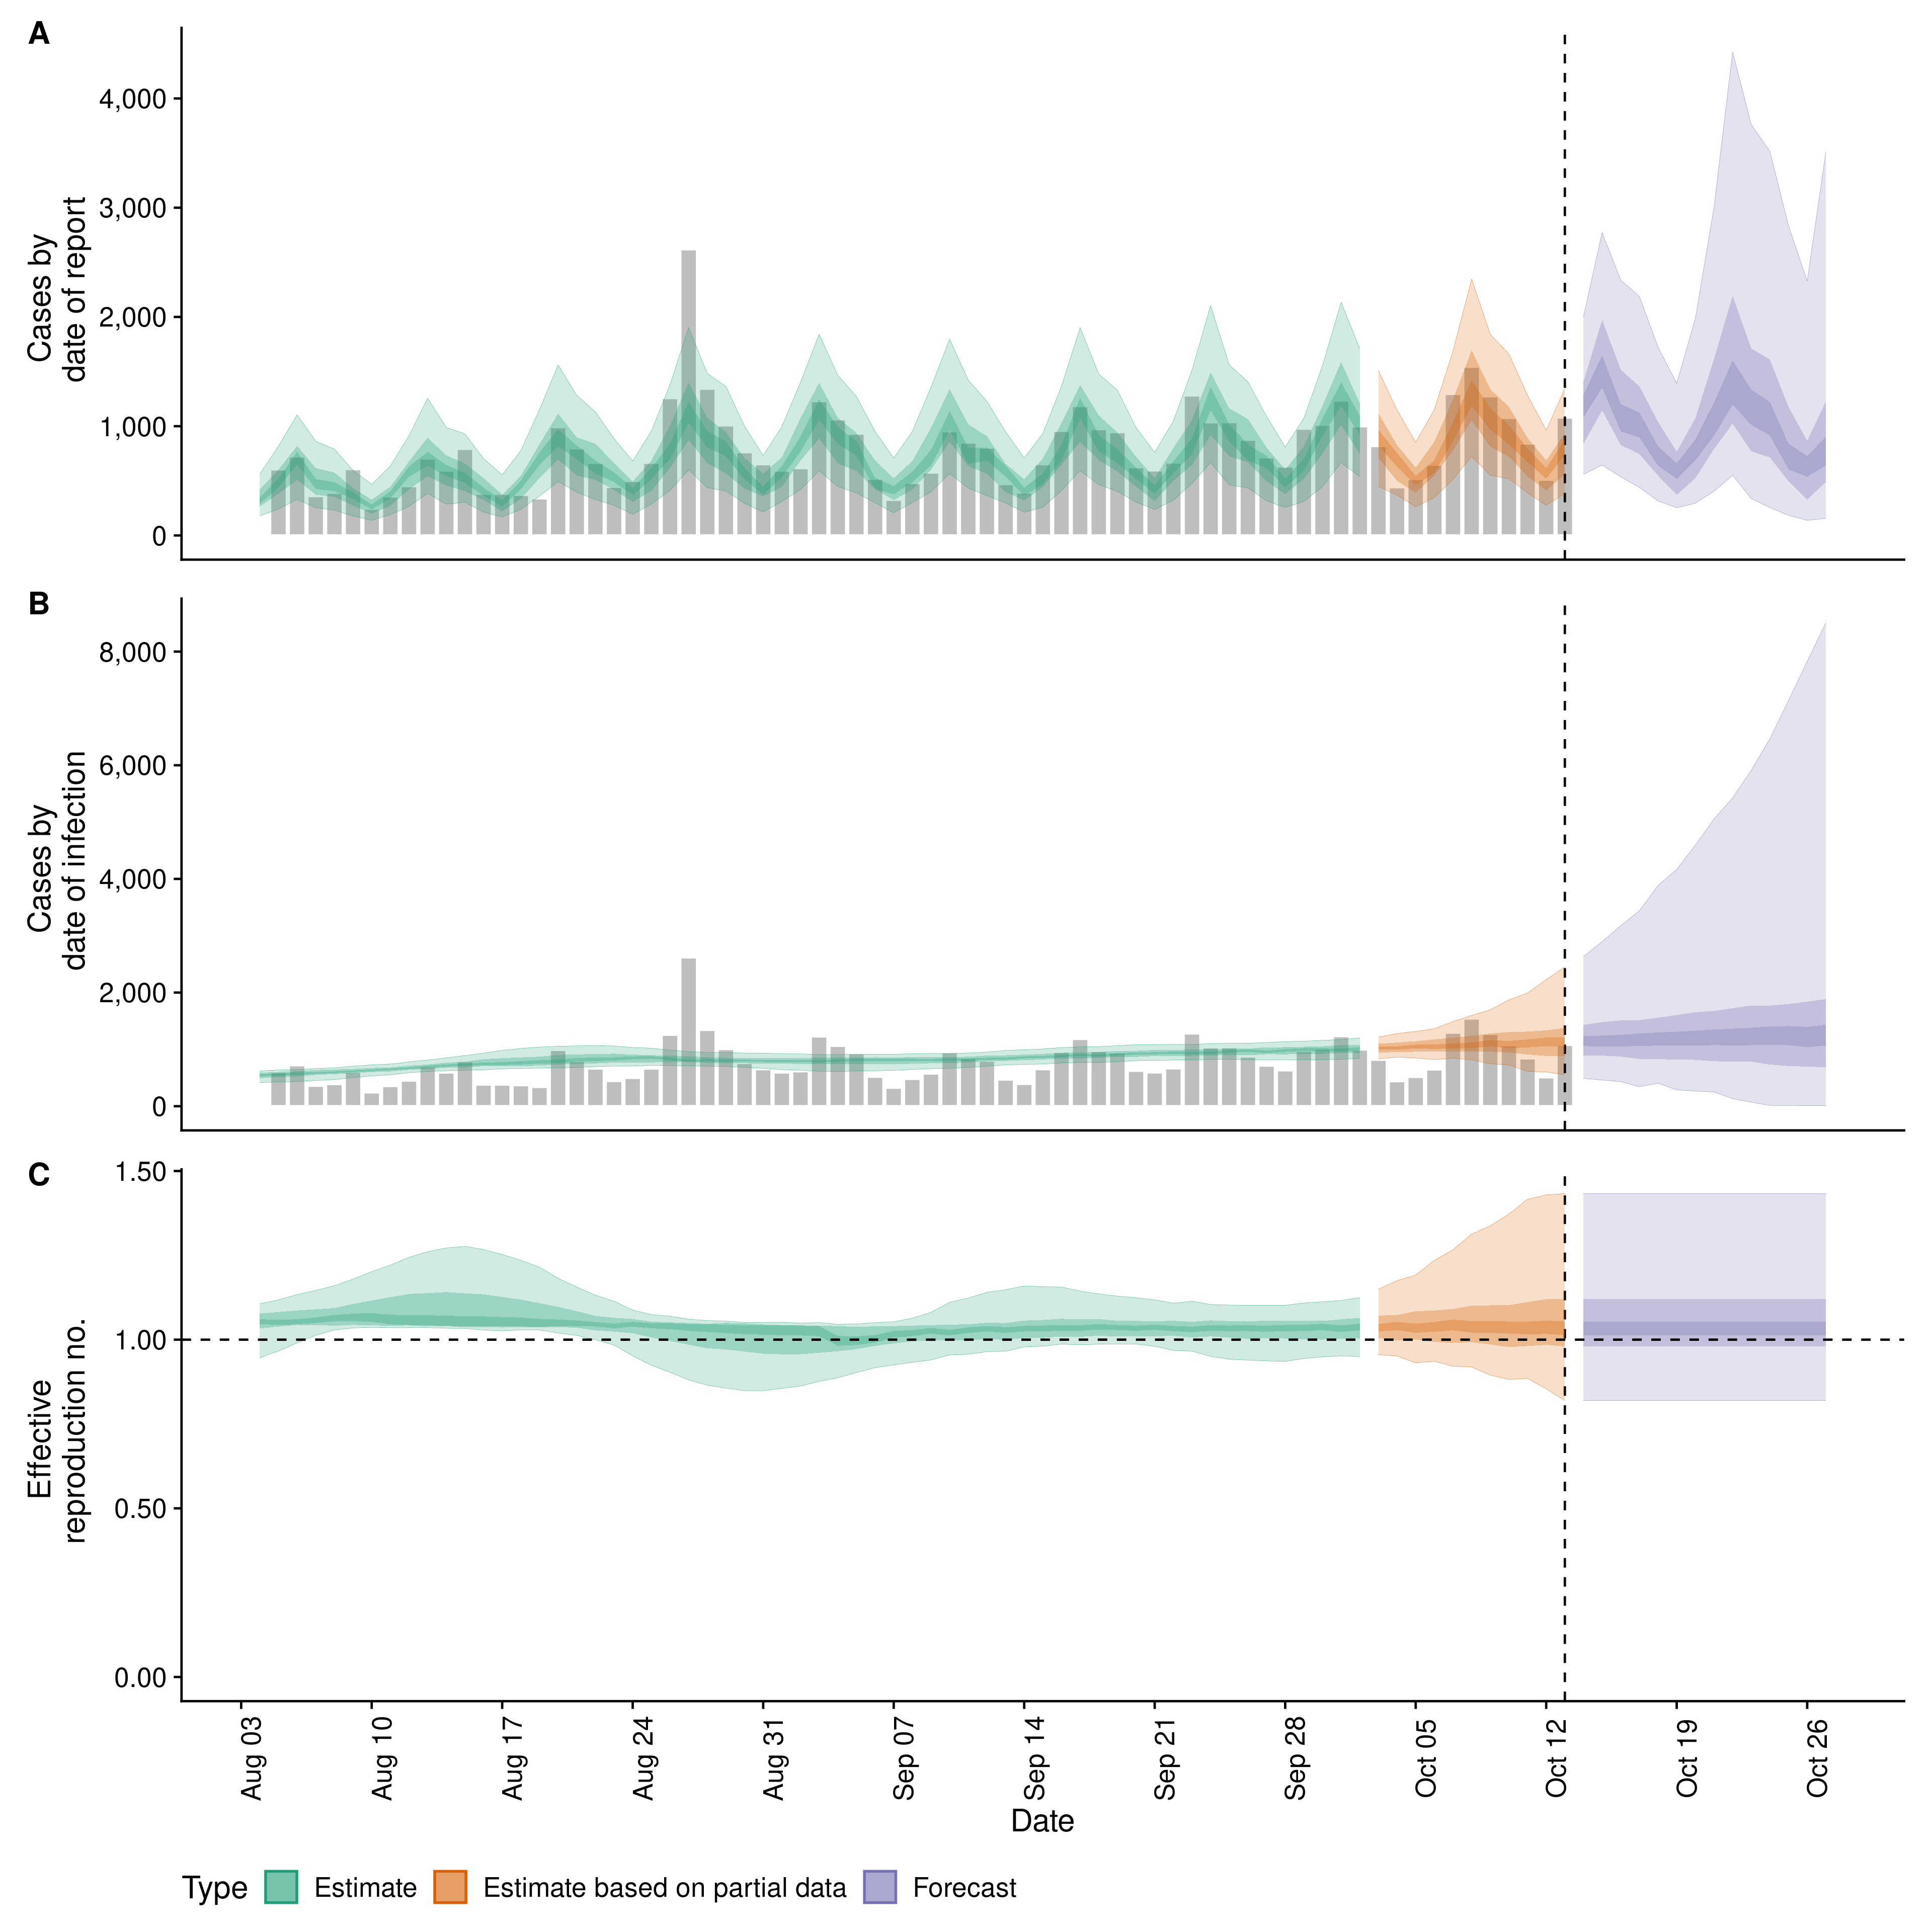 A
Cases by
date of report
4,000
3,000
2,000
1,000
0
B
Cases by
date of infection
8,000
6,000
4,000
2,000
0
C
Effective
reproduction no.
1.50
1.00
0.50
0.00
Aug 03
Aug 10
Aug 17
Aug 24
Aug 31
Sep 07
Sep 14
Sep 21
Sep 28
Oct 05
Oct 12
Oct 19
Oct 26
Date
Type Estimate Estimate based on partial data Forecast